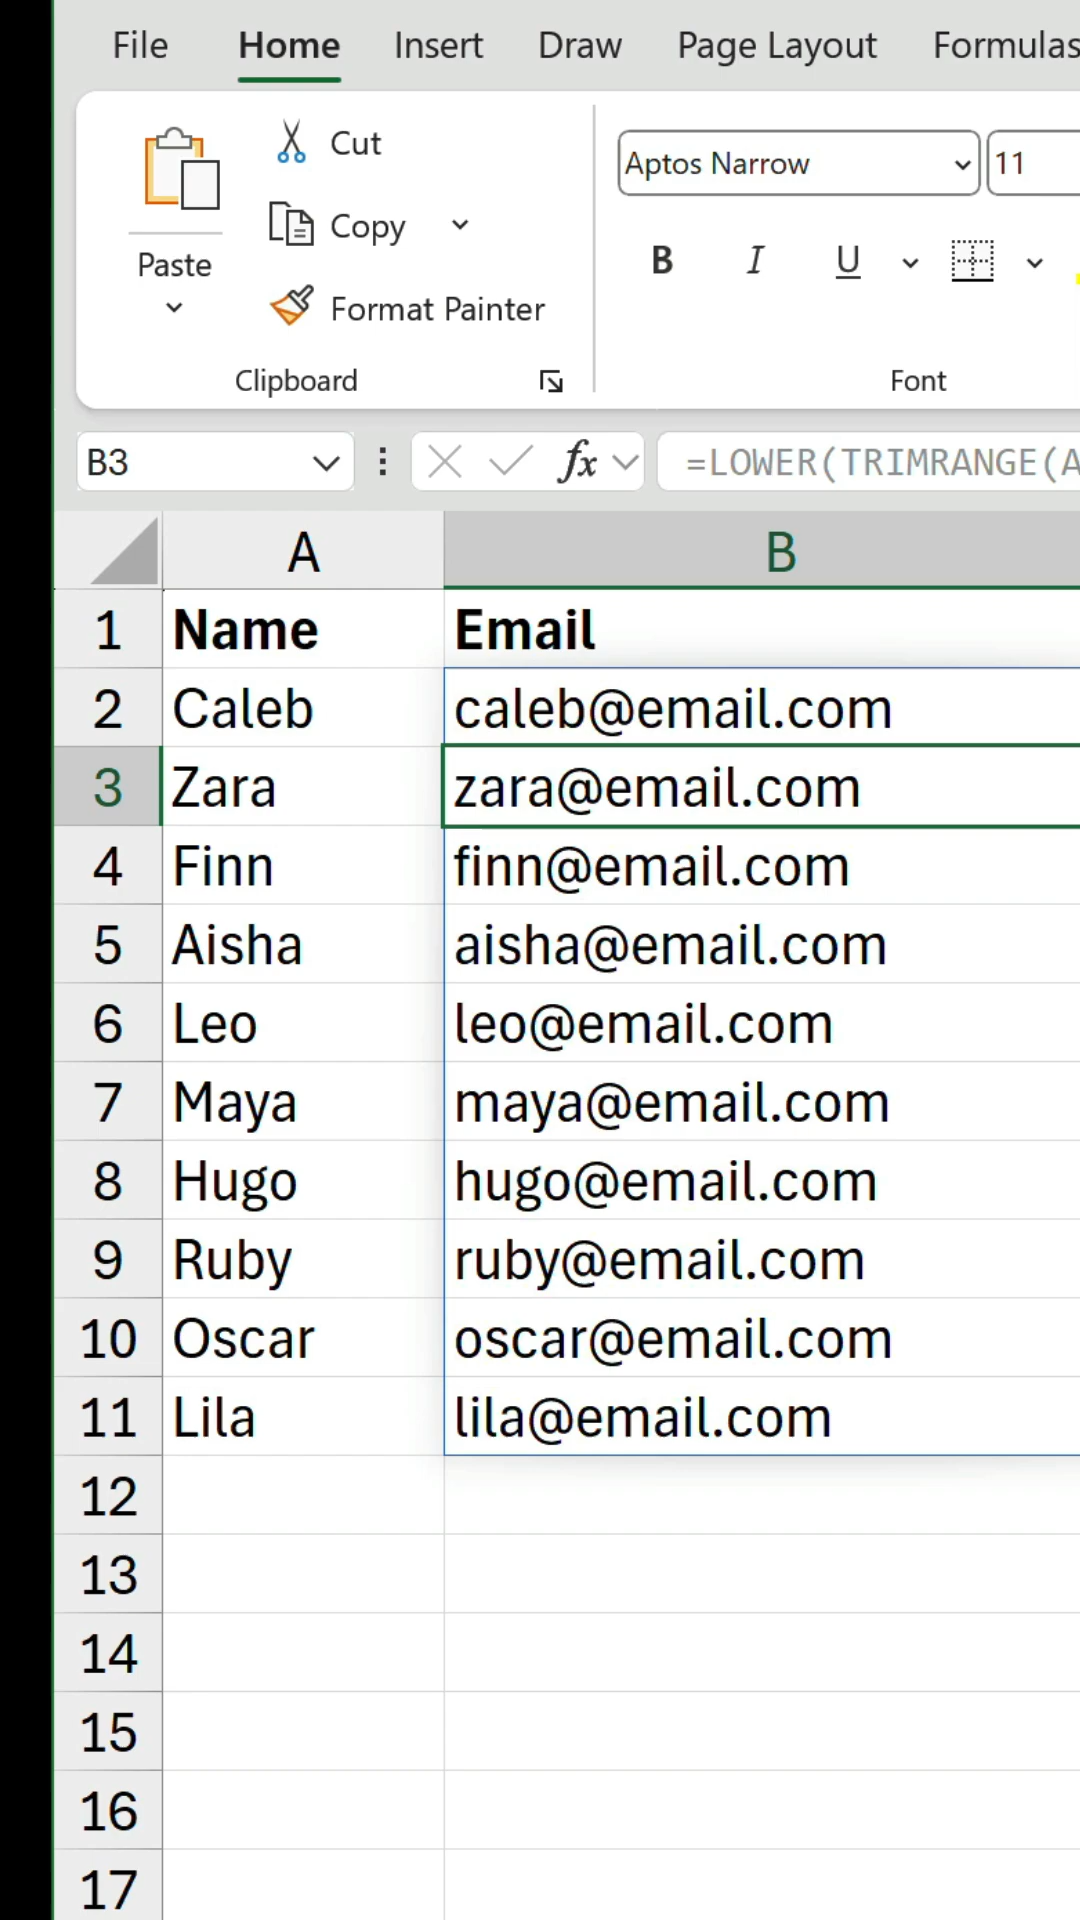 File Home Insert Draw Page Layout Formulas
Cut
Aptos Narrow 11
Copy
B I U
Paste
Format Painter
Clipboard Font
B3 fx =LOWER(TRIMRANGE(A
A B
1 Name Email
2 Caleb caleb@email.com
3 Zara zara@email.com
4 Finn finn@email.com
5 Aisha aisha@email.com
6 Leo leo@email.com
7 Maya maya@email.com
8 Hugo hugo@email.com
9 Ruby ruby@email.com
10 Oscar oscar@email.com
11 Lila lila@email.com
12
13
14
15
16
17